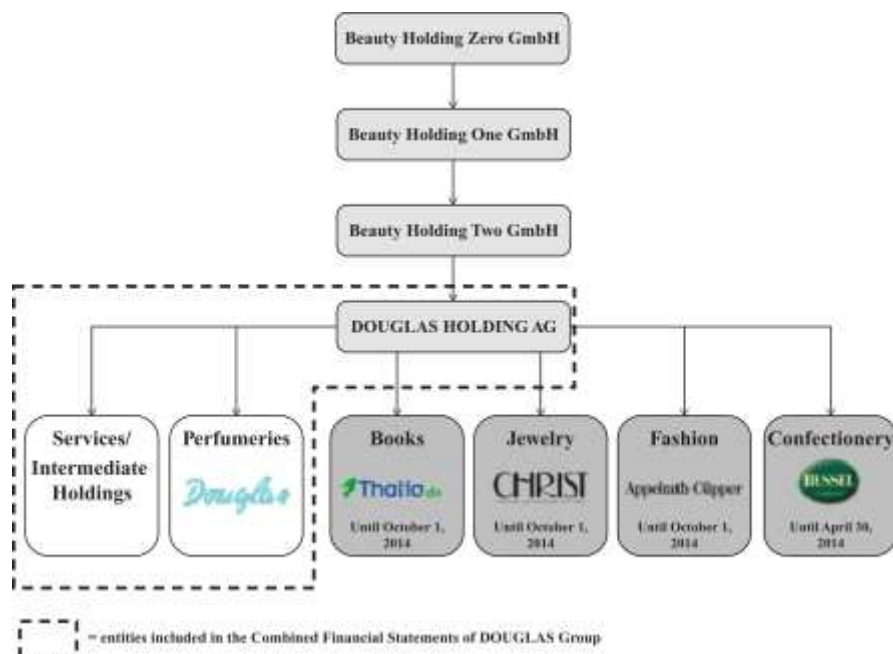 Beauty Holding Zero GmbH
Beauty Holding One GmbH
Beauty Holding Two GmbH
DOUGLAS HOLDING AG
Services/
Intermediate
Holdings
Perfumeries
Douglas
Books
Thalia.de
Until October 1,
2014
Jewelry
CHRIST
Until October 1,
2014
Fashion
Appelrath Cüpper
Until October 1,
2014
Confectionery
HUSSEL
Until April 30,
2014
= entities included in the Combined Financial Statements of DOUGLAS Group